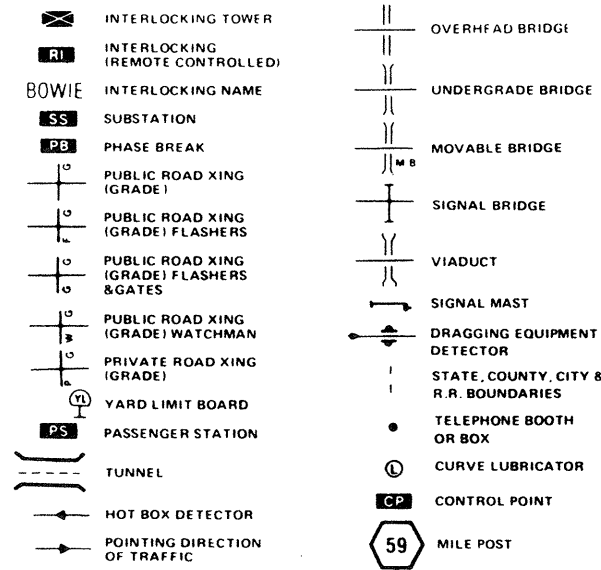 INTERLOCKING TOWER
RI INTERLOCKING
(REMOTE CONTROLLED)
BOWIE INTERLOCKING NAME
SS SUBSTATION
PB PHASE BREAK
G PUBLIC ROAD XING
(GRADE)
G PUBLIC ROAD XING
F (GRADE) FLASHERS
G PUBLIC ROAD XING
(GRADE) FLASHERS
G &GATES
G PUBLIC ROAD XING
W (GRADE) WATCHMAN
G PRIVATE ROAD XING
P (GRADE)
YL YARD LIMIT BOARD
PS PASSENGER STATION
TUNNEL
HOT BOX DETECTOR
POINTING DIRECTION
OF TRAFFIC
OVERHEAD BRIDGE
UNDERGRADE BRIDGE
MOVABLE BRIDGE
M B
SIGNAL BRIDGE
VIADUCT
SIGNAL MAST
DRAGGING EQUIPMENT
DETECTOR
STATE, COUNTY, CITY &
R.R. BOUNDARIES
TELEPHONE BOOTH
OR BOX
L CURVE LUBRICATOR
CP CONTROL POINT
59 MILE POST